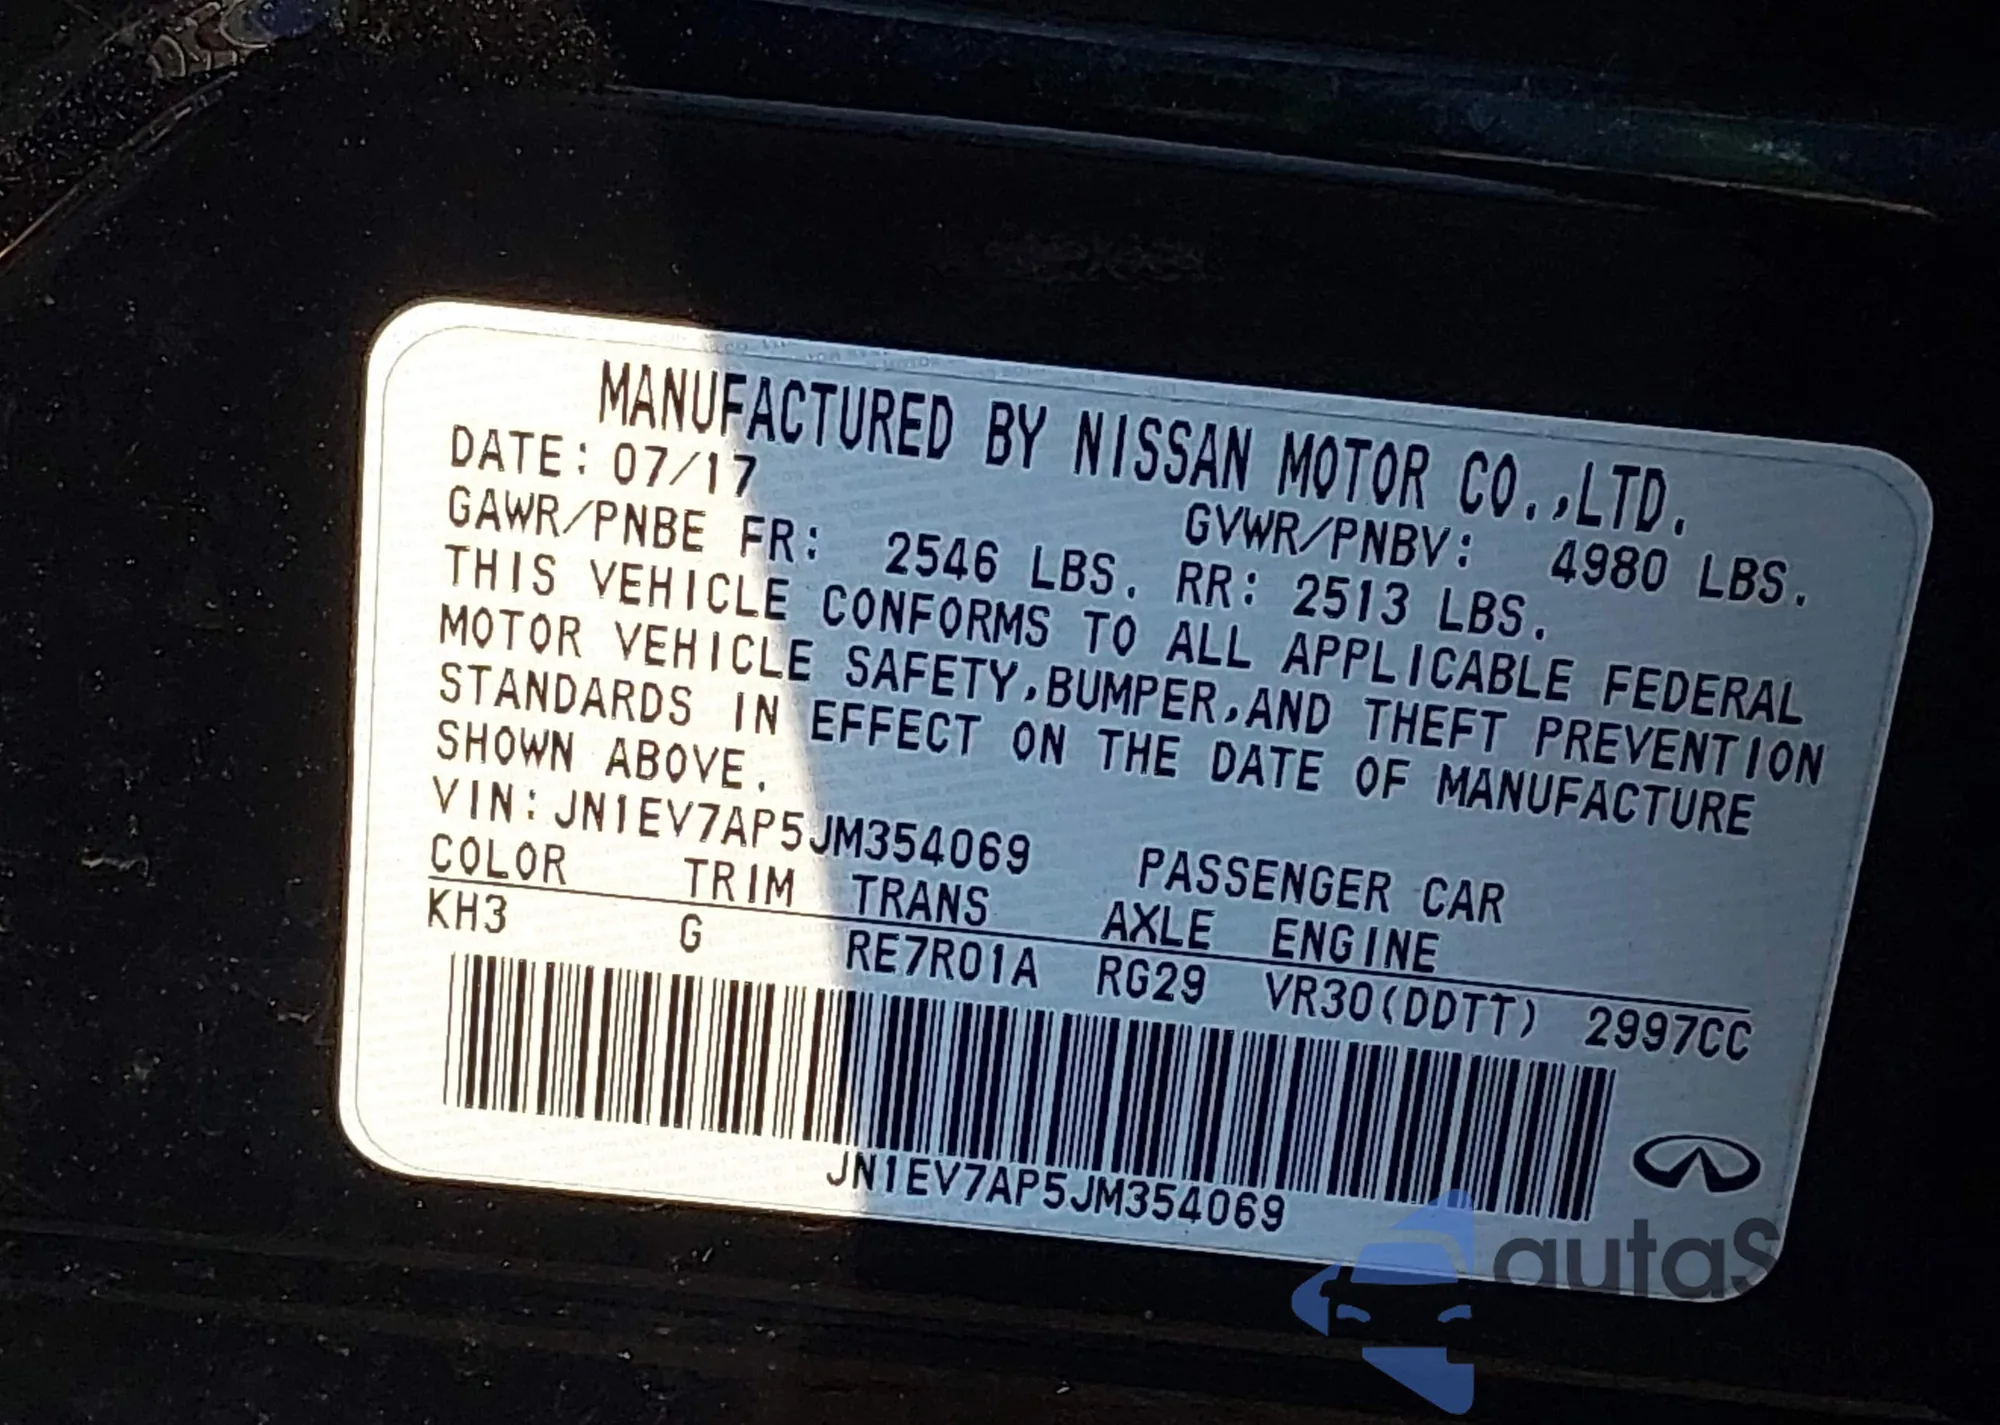 MANUFACTURED BY NISSAN MOTOR CO.,LTD.
DATE: 07/17 GVWR/PNBV: 4980 LBS.
GAWR/PNBE FR: 2546 LBS. RR: 2513 LBS.
THIS VEHICLE CONFORMS TO ALL APPLICABLE FEDERAL
MOTOR VEHICLE SAFETY,BUMPER,AND THEFT PREVENTION
STANDARDS IN EFFECT ON THE DATE OF MANUFACTURE
SHOWN ABOVE.
VIN:JN1EV7AP5JM354069 PASSENGER CAR
COLOR TRIM TRANS AXLE ENGINE
KH3 G RE7R01A RG29 VR30(DDTT) 2997CC
JN1EV7AP5JM354069
autaS